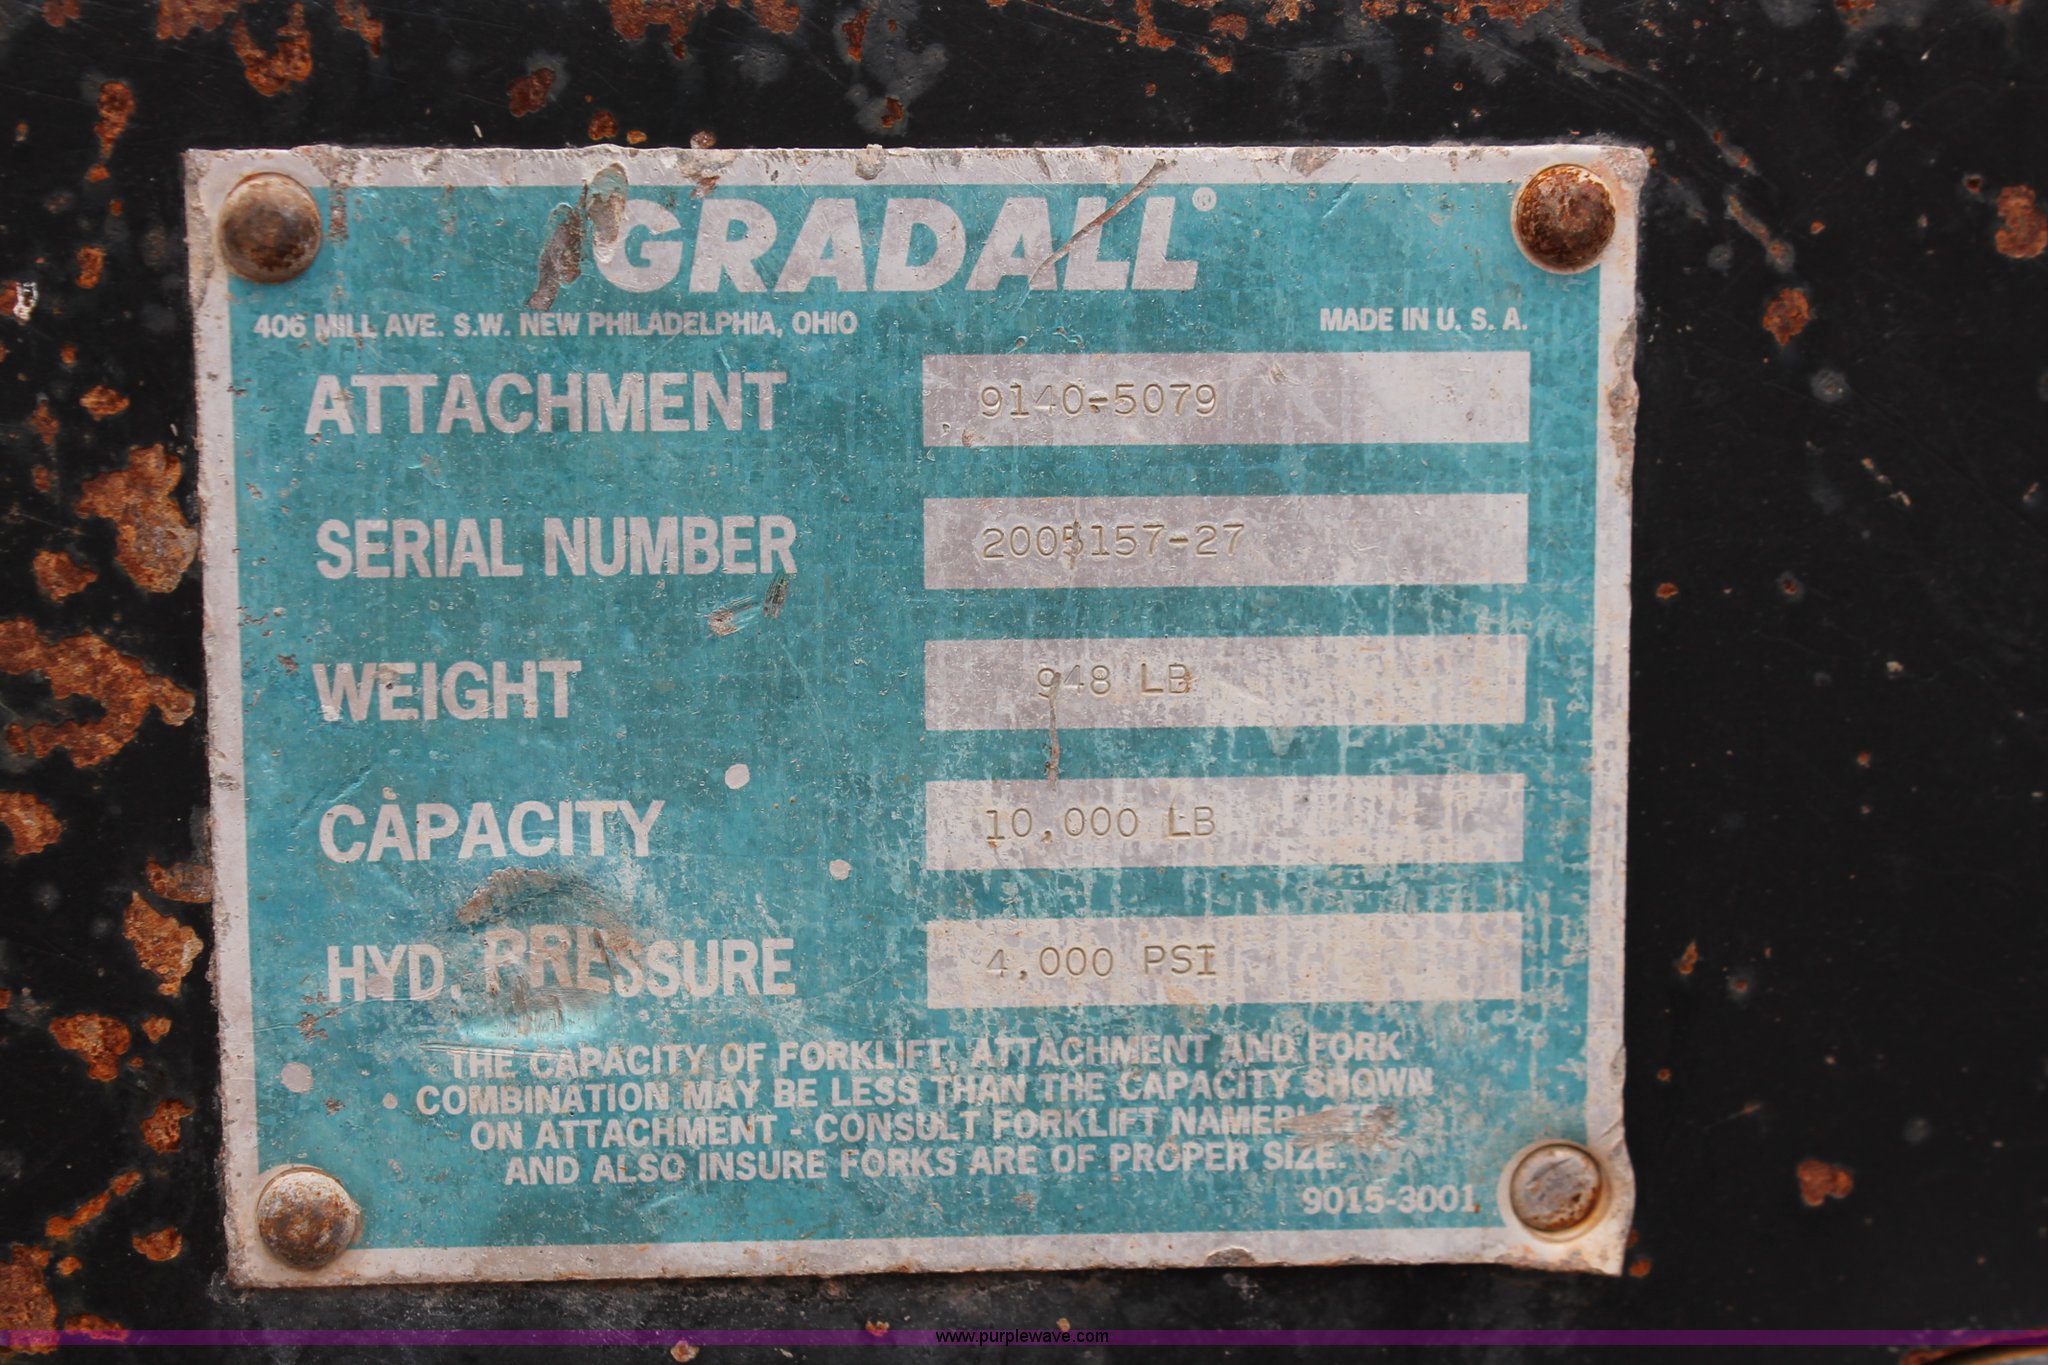 GRADALL®
406 MILL AVE. S.W. NEW PHILADELPHIA, OHIO
MADE IN U. S. A.
ATTACHMENT 9140-5079
SERIAL NUMBER 2005157-27
WEIGHT 948 LB
CAPACITY 10,000 LB
HYD. PRESSURE 4,000 PSI
THE CAPACITY OF FORKLIFT, ATTACHMENT AND FORK
COMBINATION MAY BE LESS THAN THE CAPACITY SHOWN
ON ATTACHMENT - CONSULT FORKLIFT NAMEPLATE
AND ALSO INSURE FORKS ARE OF PROPER SIZE.
9015-3001
www.purplewave.com